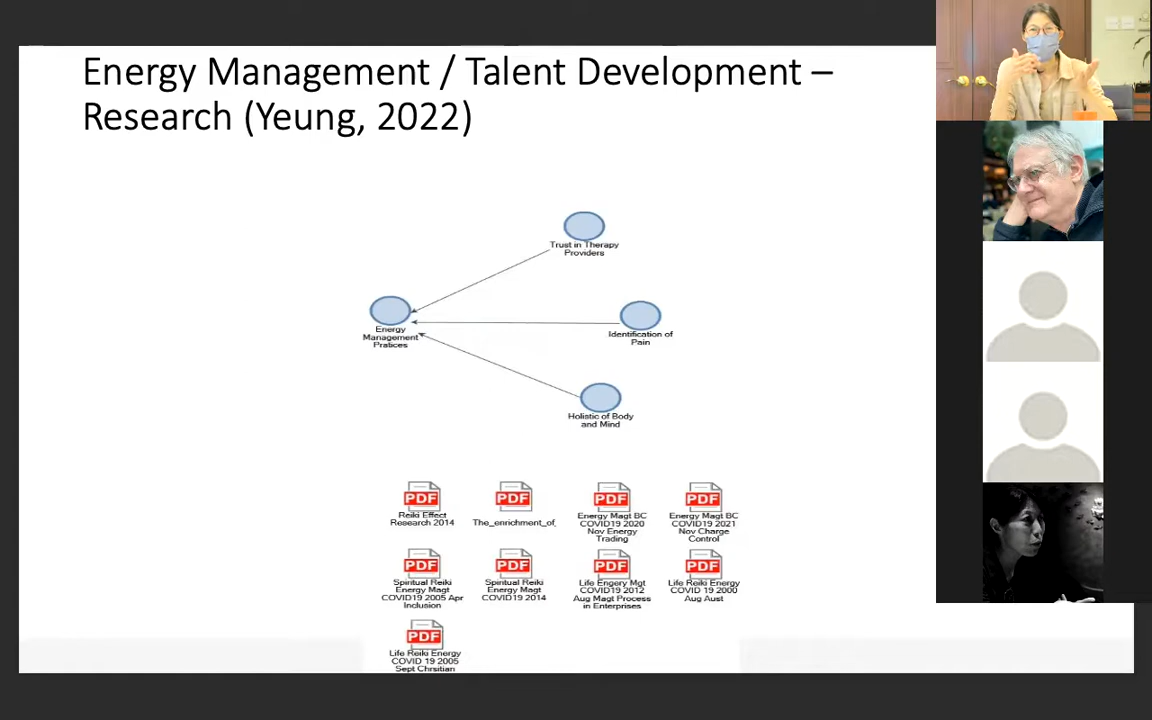 Energy Management / Talent Development –
Research (Yeung, 2022)
Trust in Therapy
Providers
Energy
Management
Pratices
Identification of
Pain
Holistic of Body
and Mind
PDF
PDF
PDF
PDF
Reiki Effect
Research 2014
The_enrichment_of,
Energy Magt BC
COVID19 2020
Nov Energy
Trading
Energy Magt BC
COVID19 2021
Nov Charge
Control
PDF
PDF
PDF
PDF
Spiritual Reiki
Energy Magt
COVID19 2005 Apr
Inclusion
Spiritual Reiki
Energy Magt
COVID19 2014
Life Engery Mgt
COVID19 2012
Aug Magt Process
in Enterprises
Life Reiki Energy
COVID 19 2000
Aug Aust
PDF
Life Reiki Energy
COVID 19 2005
Sept Chrsitian